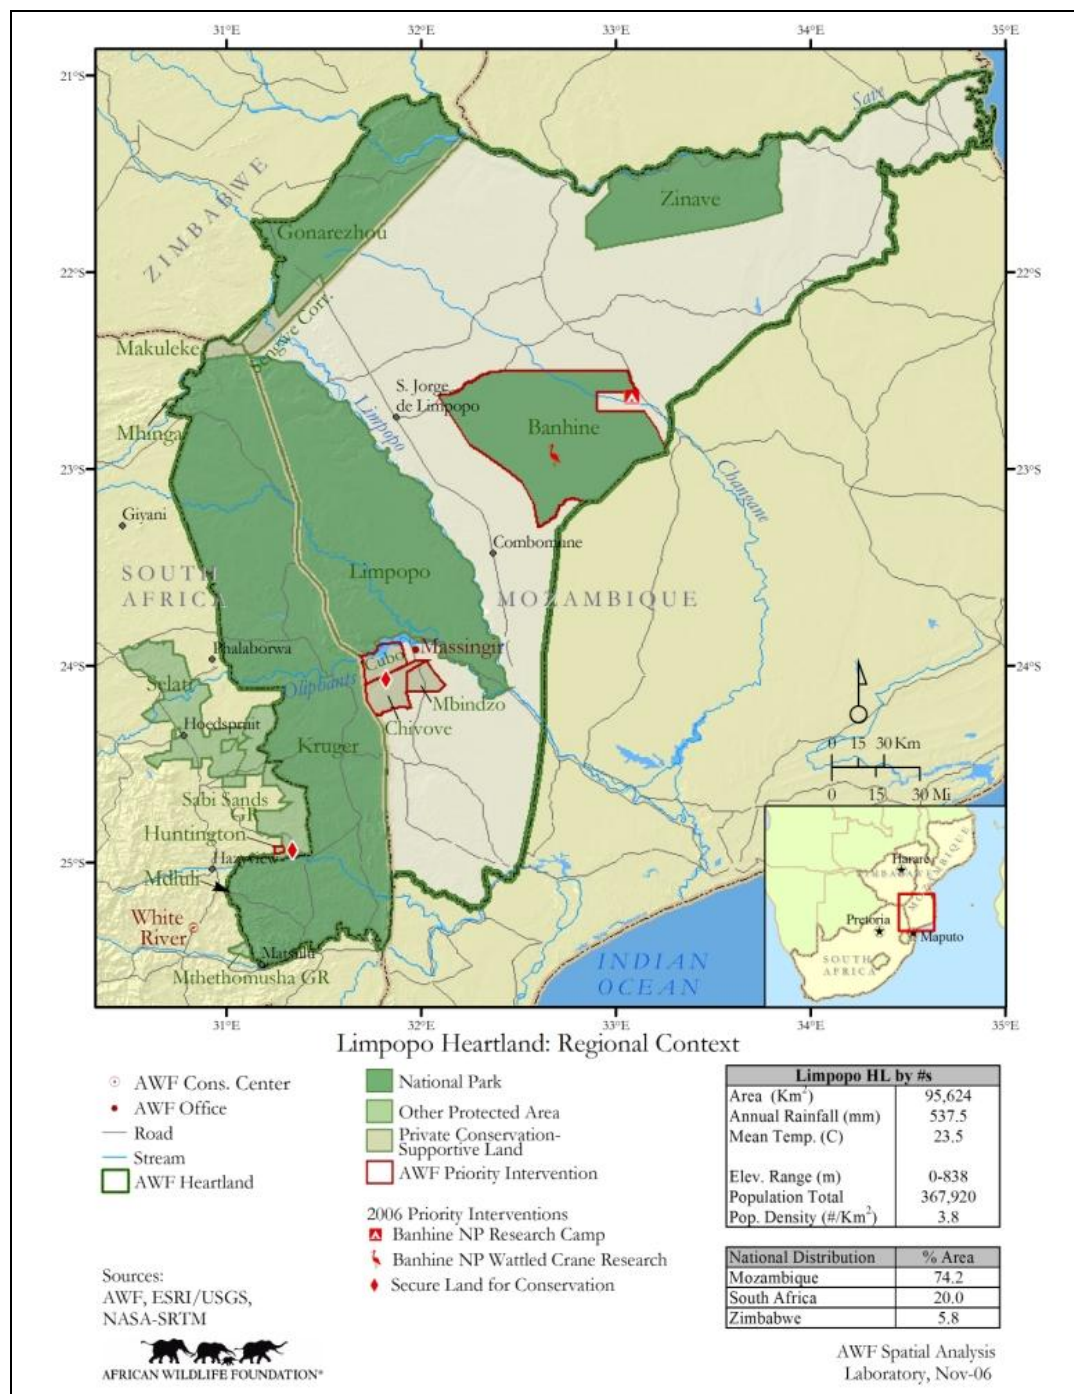 31°E 32°E 33°E 34°E 35°E
21°S
22°S 22°S
23°S 23°S
24°S 24°S
25°S
Save
ZIMBABWE
Zinave
Gonarezhou
Sengwe Corr.
Makuleke
S. Jorge
de Limpopo
Limpopo
Mhinga
Banhine
Changane
Giyani
Combomune
SOUTH
AFRICA
Limpopo
MOZAMBIQUE
Phalaborwa
Massingir
Cubo
Selati
Oliphants
Mbindzo
Hoedspruit
Chivove
Kruger
0 15 30 Km
0 15 30 Mi
Sabi Sands
GR
Huntington
Hazyview
Mdluli
White
River
Matsulu
Mthethomusha GR
INDIAN
OCEAN
Harare
ZIMBABWE
MOZAMBIQUE
Pretoria
Maputo
SOUTH
AFRICA
31°E 32°E 33°E 34°E 35°E
Limpopo Heartland: Regional Context
AWF Cons. Center
AWF Office
Road
Stream
AWF Heartland
National Park
Other Protected Area
Private Conservation-
Supportive Land
AWF Priority Intervention
2006 Priority Interventions
Banhine NP Research Camp
Banhine NP Wattled Crane Research
Secure Land for Conservation
Limpopo HL by #s
Area (Km²) 95,624
Annual Rainfall (mm) 537.5
Mean Temp. (C) 23.5
Elev. Range (m) 0-838
Population Total 367,920
Pop. Density (#/Km²) 3.8
National Distribution % Area
Mozambique 74.2
South Africa 20.0
Zimbabwe 5.8
Sources:
AWF, ESRI/USGS,
NASA-SRTM
AFRICAN WILDLIFE FOUNDATION®
AWF Spatial Analysis
Laboratory, Nov-06